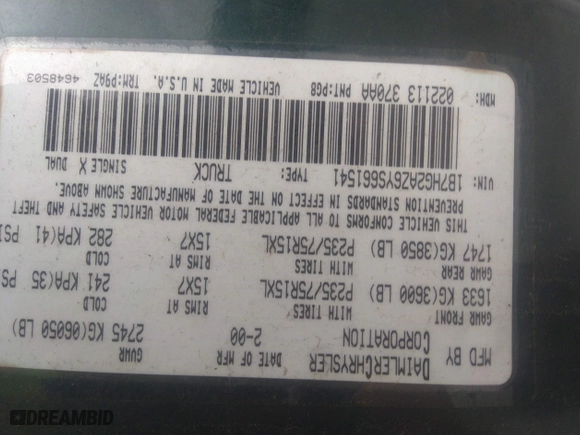 MFD BY DAIMLERCHRYSLER CORPORATION DATE OF MFR 2-00 GVWR 2745 KG(06050 LB)
GAWR FRONT WITH TIRES RIMS AT COLD
1633 KG(3600 LB) P235/75R15XL 15X7 241 KPA(35 PS
GAWR REAR WITH TIRES RIMS AT COLD
1747 KG(3850 LB) P235/75R15XL 15X7 282 KPA(41 PSI
THIS VEHICLE CONFORMS TO ALL APPLICABLE FEDERAL MOTOR VEHICLE SAFETY AND THEFT
PREVENTION STANDARDS IN EFFECT ON THE DATE OF MANUFACTURE SHOWN ABOVE.
VIN: 1B7HG2AZ6YS661541 TYPE: TRUCK SINGLE X DUAL
MDH: 022113 370AA PNT:PGB VEHICLE MADE IN U.S.A. TRM:P9AZ 4648503
DREAMBID